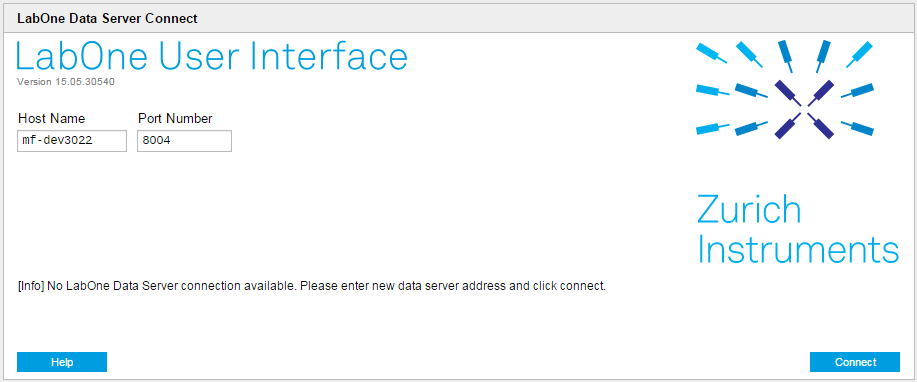 LabOne Data Server Connect
LabOne User Interface
Version 15.05.30540
Host Name
Port Number
mf-dev3022
8004
Zurich
Instruments
[Info] No LabOne Data Server connection available. Please enter new data server address and click connect.
Help
Connect